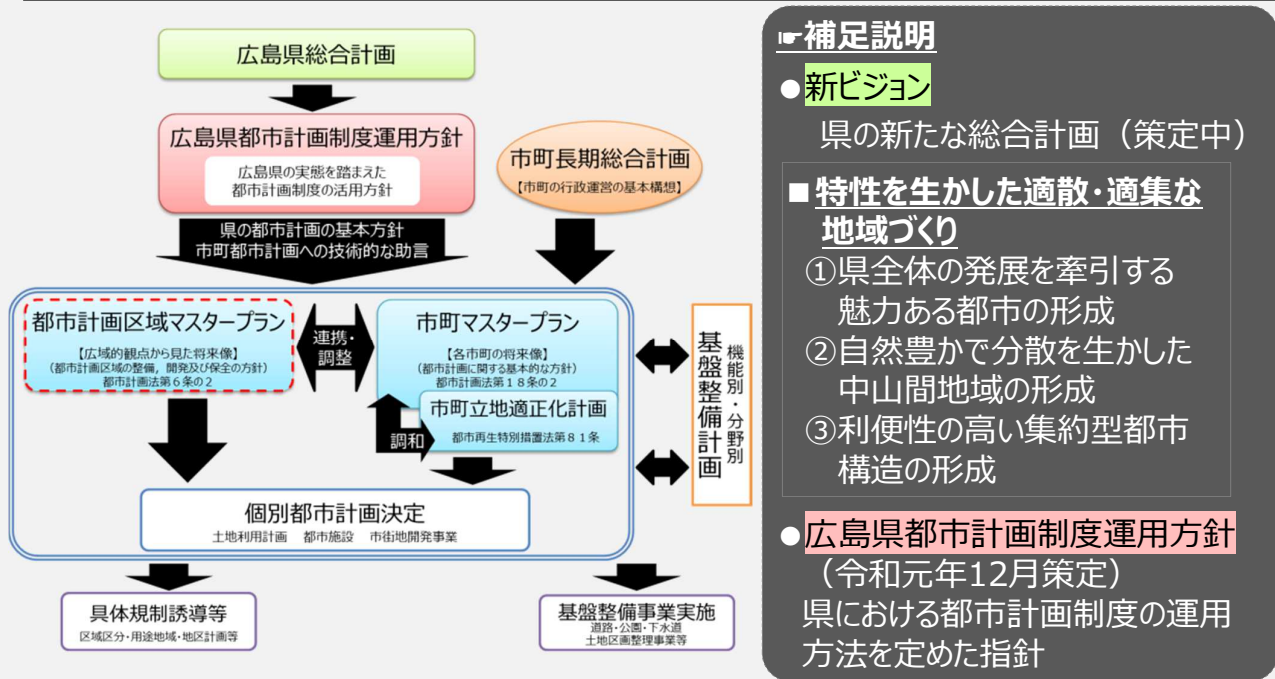 広島県総合計画
広島県都市計画制度運用方針
広島県の実態を踏まえた
都市計画制度の活用方針
市町長期総合計画
【市町の行政運営の基本構想】
県の都市計画の基本方針
市町都市計画への技術的な助言
都市計画区域マスタープラン
【広域的観点から見た将来像】
(都市計画区域の整備，開発及び保全の方針)
都市計画法第６条の２
連携・
調整
市町マスタープラン
【各市町の将来像】
(都市計画に関する基本的な方針)
都市計画法第１８条の２
市町立地適正化計画
都市再生特別措置法第８１条
調和
機能別・分野別
基盤整備計画
個別都市計画決定
土地利用計画　都市施設　市街地開発事業
具体規制誘導等
区域区分・用途地域・地区計画等
基盤整備事業実施
道路・公園・下水道
土地区画整理事業等
☛補足説明
●新ビジョン
県の新たな総合計画（策定中）
■特性を生かした適散・適集な
地域づくり
①県全体の発展を牽引する
魅力ある都市の形成
②自然豊かで分散を生かした
中山間地域の形成
③利便性の高い集約型都市
構造の形成
●広島県都市計画制度運用方針
（令和元年12月策定）
県における都市計画制度の運用
方法を定めた指針